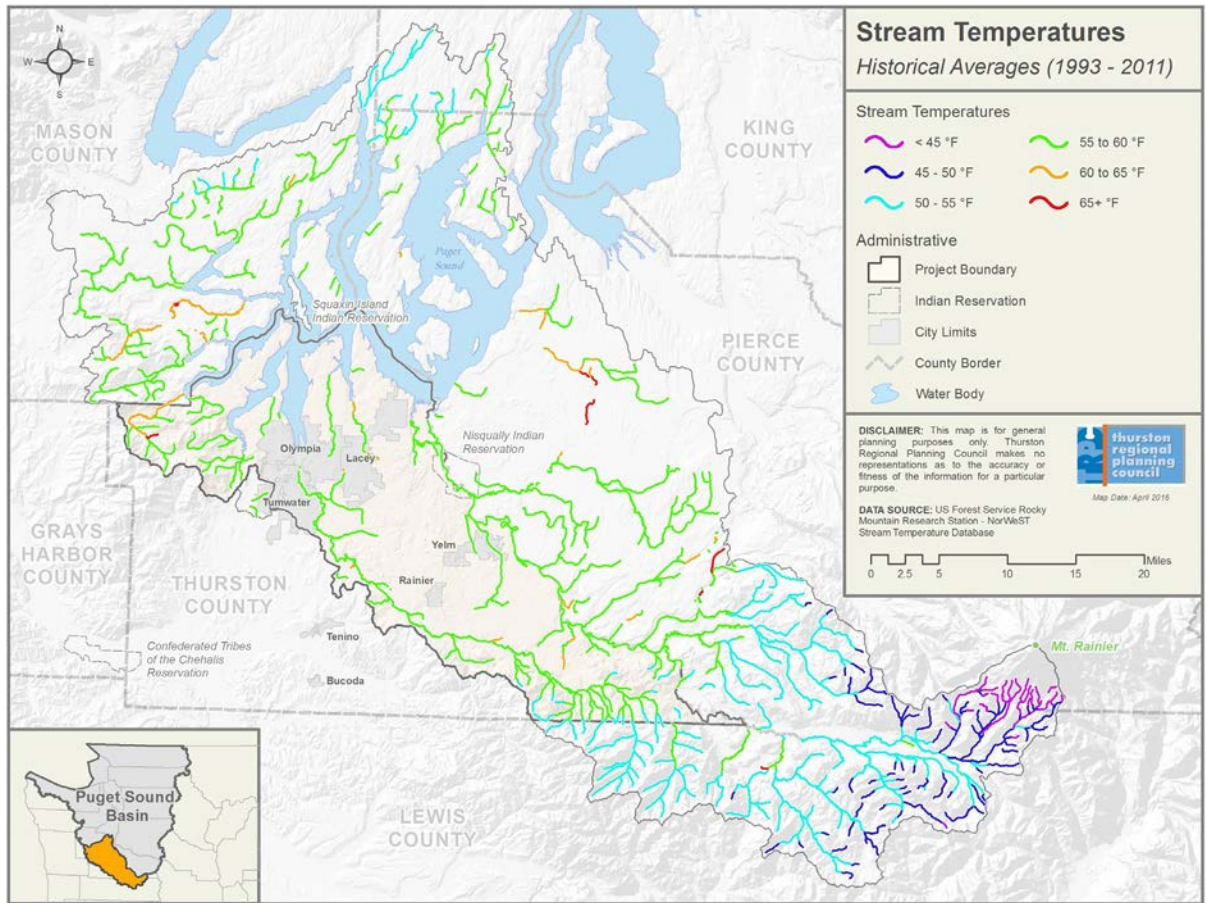 Stream Temperatures
Historical Averages (1993 - 2011)
Stream Temperatures
< 45 °F
45 - 50 °F
50 - 55 °F
55 to 60 °F
60 to 65 °F
65+ °F
Administrative
Project Boundary
Indian Reservation
City Limits
County Border
Water Body
DISCLAIMER: This map is for general
planning purposes only. Thurston
Regional Planning Council makes no
representations as to the accuracy or
fitness of the information for a particular
purpose.
TRPC
thurston
regional
planning
council
Map Date: April 2016
DATA SOURCE: US Forest Service Rocky
Mountain Research Station - NorWeST
Stream Temperature Database
0 2.5 5 10 15 20 Miles
N
W E
S
MASON
COUNTY
KING
COUNTY
Puget
Sound
Squaxin Island
Indian Reservation
PIERCE
COUNTY
Nisqually Indian
Reservation
Olympia
Lacey
Tumwater
GRAYS
HARBOR
COUNTY
Yelm
Rainier
THURSTON
COUNTY
Tenino
Confederated Tribes
of the Chehalis
Reservation
Bucoda
Mt. Rainier
LEWIS
COUNTY
Puget Sound
Basin